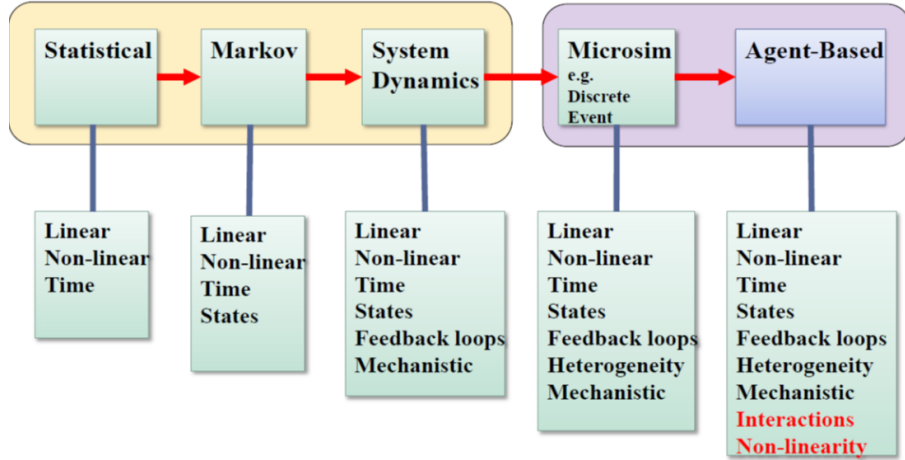 Statistical
Markov
System
Dynamics
Microsim
e.g.
Discrete
Event
Agent-Based
Linear
Non-linear
Time
Linear
Non-linear
Time
States
Linear
Non-linear
Time
States
Feedback loops
Mechanistic
Linear
Non-linear
Time
States
Feedback loops
Heterogeneity
Mechanistic
Linear
Non-linear
Time
States
Feedback loops
Heterogeneity
Mechanistic
Interactions
Non-linearity